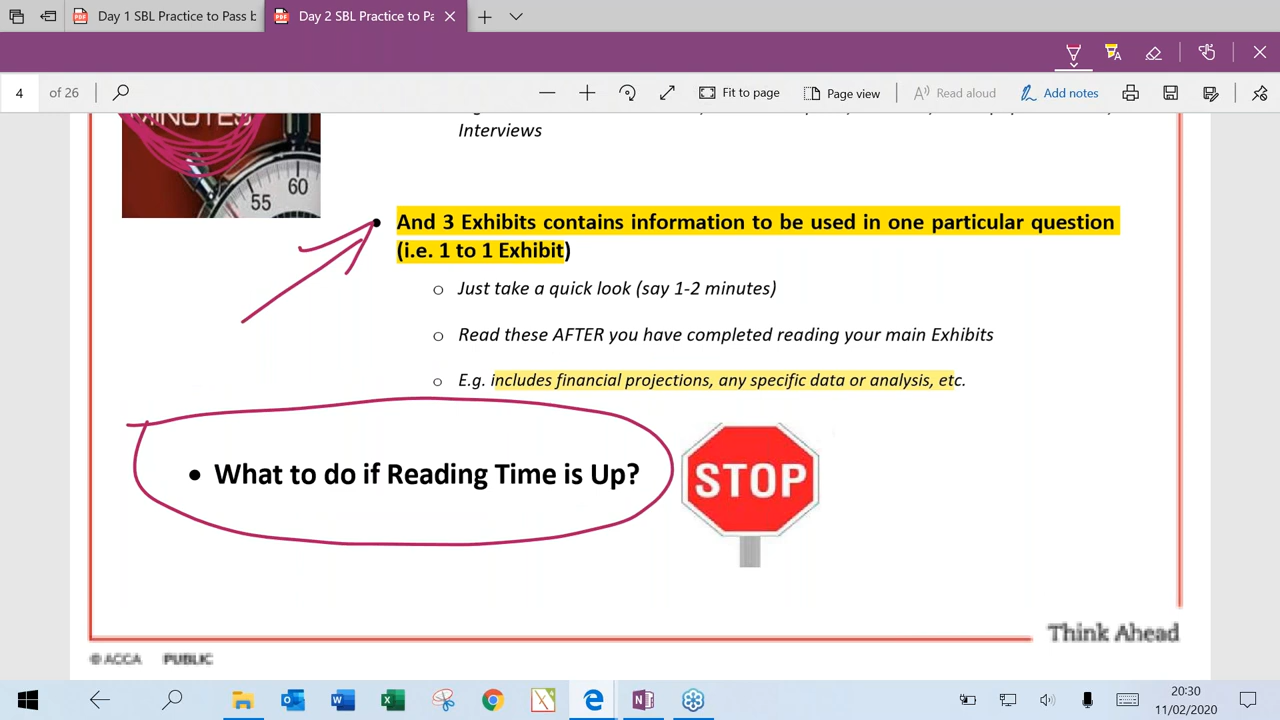 Day 1 SBL Practice to Pass b
Day 2 SBL Practice to Pa
4 of 26
Fit to page
Page view
Read aloud
Add notes
MINUTES
60
55
Interviews
• And 3 Exhibits contains information to be used in one particular question
(i.e. 1 to 1 Exhibit)
o Just take a quick look (say 1-2 minutes)
o Read these AFTER you have completed reading your main Exhibits
o E.g. includes financial projections, any specific data or analysis, etc.
• What to do if Reading Time is Up?
STOP
Think Ahead
© ACCA PUBLIC
20:30
11/02/2020